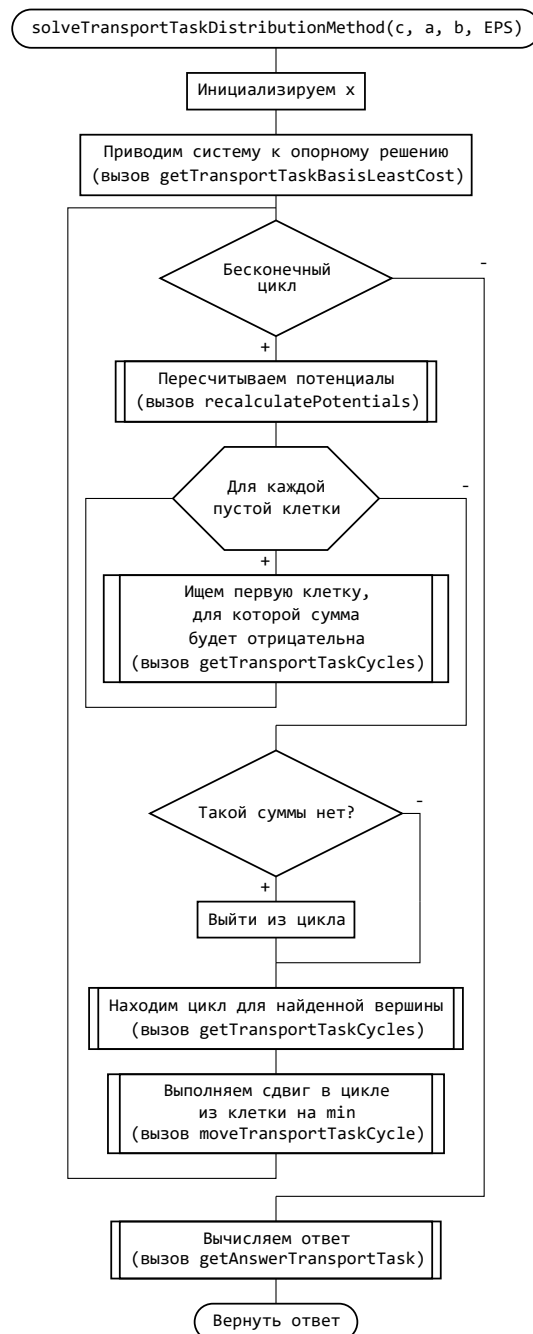 solveTransportTaskDistributionMethod(c, a, b, EPS)
Инициализируем x
Приводим систему к опорному решению
(вызов getTransportTaskBasisLeastCost)
-
Бесконечный
цикл
+
Пересчитываем потенциалы
(вызов recalculatePotentials)
-
Для каждой
пустой клетки
+
Ищем первую клетку,
для которой сумма
будет отрицательна
(вызов getTransportTaskCycles)
-
Такой суммы нет?
+
Выйти из цикла
Находим цикл для найденной вершины
(вызов getTransportTaskCycles)
Выполняем сдвиг в цикле
из клетки на min
(вызов moveTransportTaskCycle)
Вычисляем ответ
(вызов getAnswerTransportTask)
Вернуть ответ